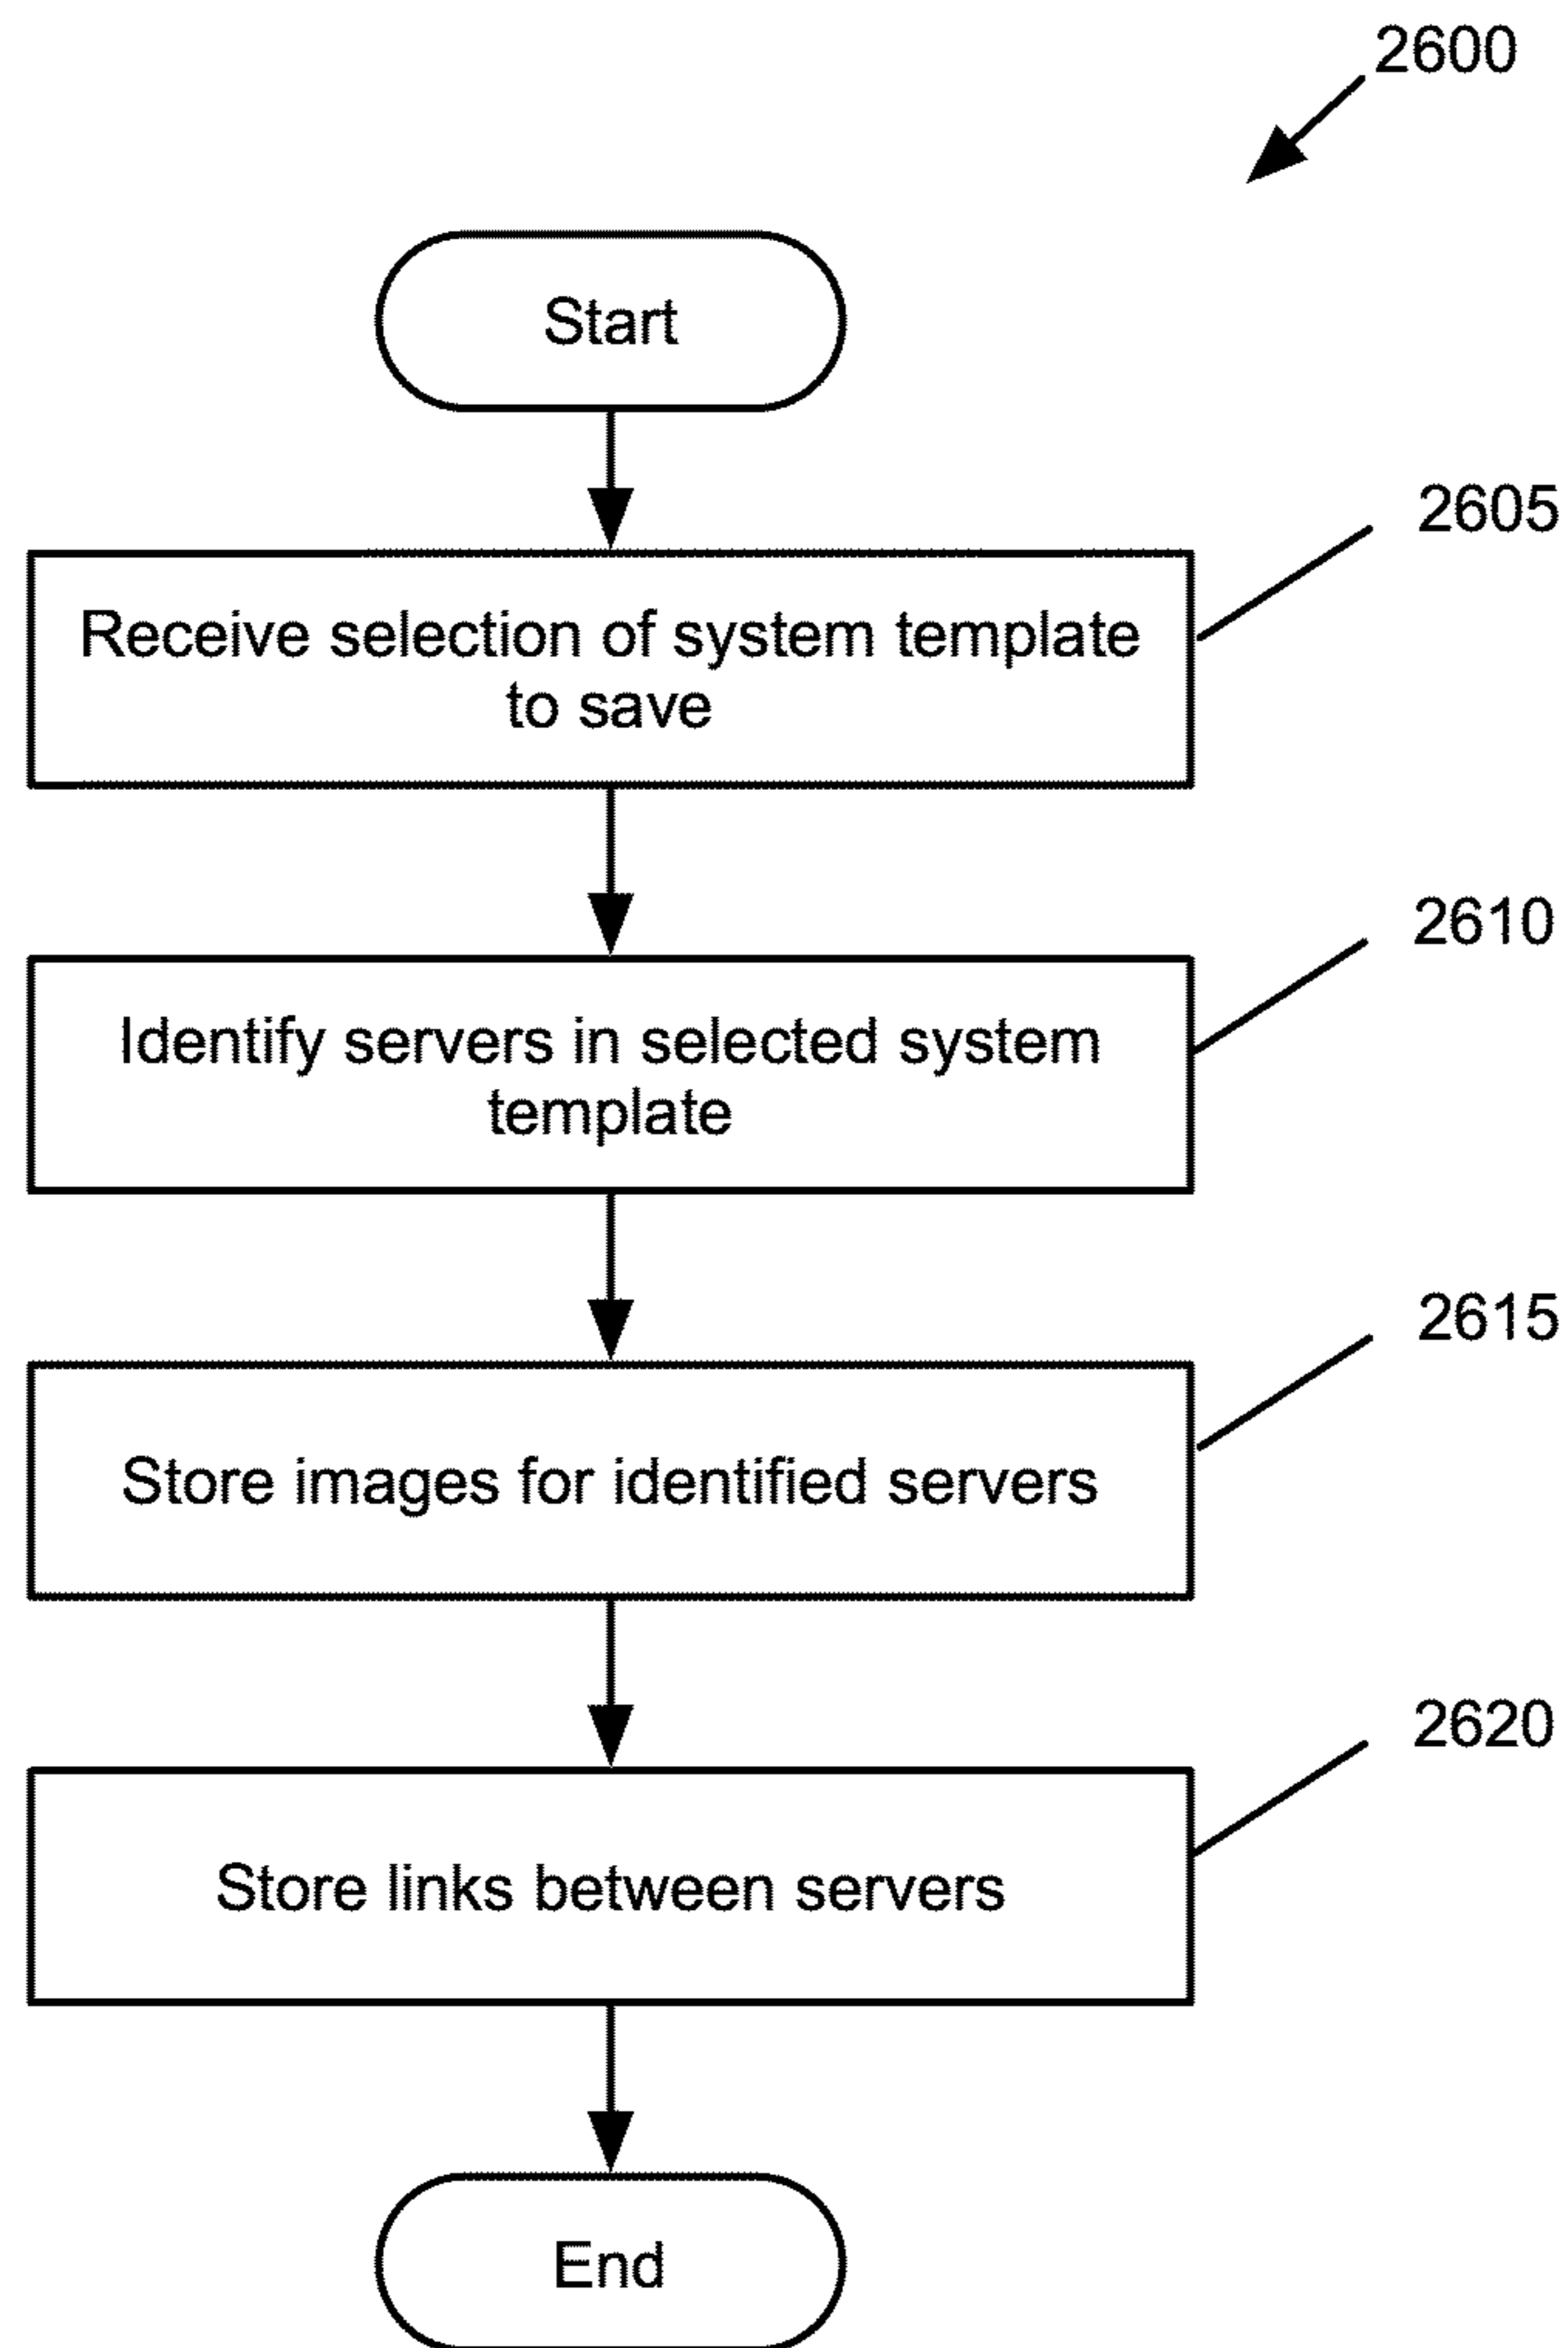 2600
Start
2605
Receive selection of system template
to save
2610
Identify servers in selected system
template
2615
Store images for identified servers
2620
Store links between servers
End